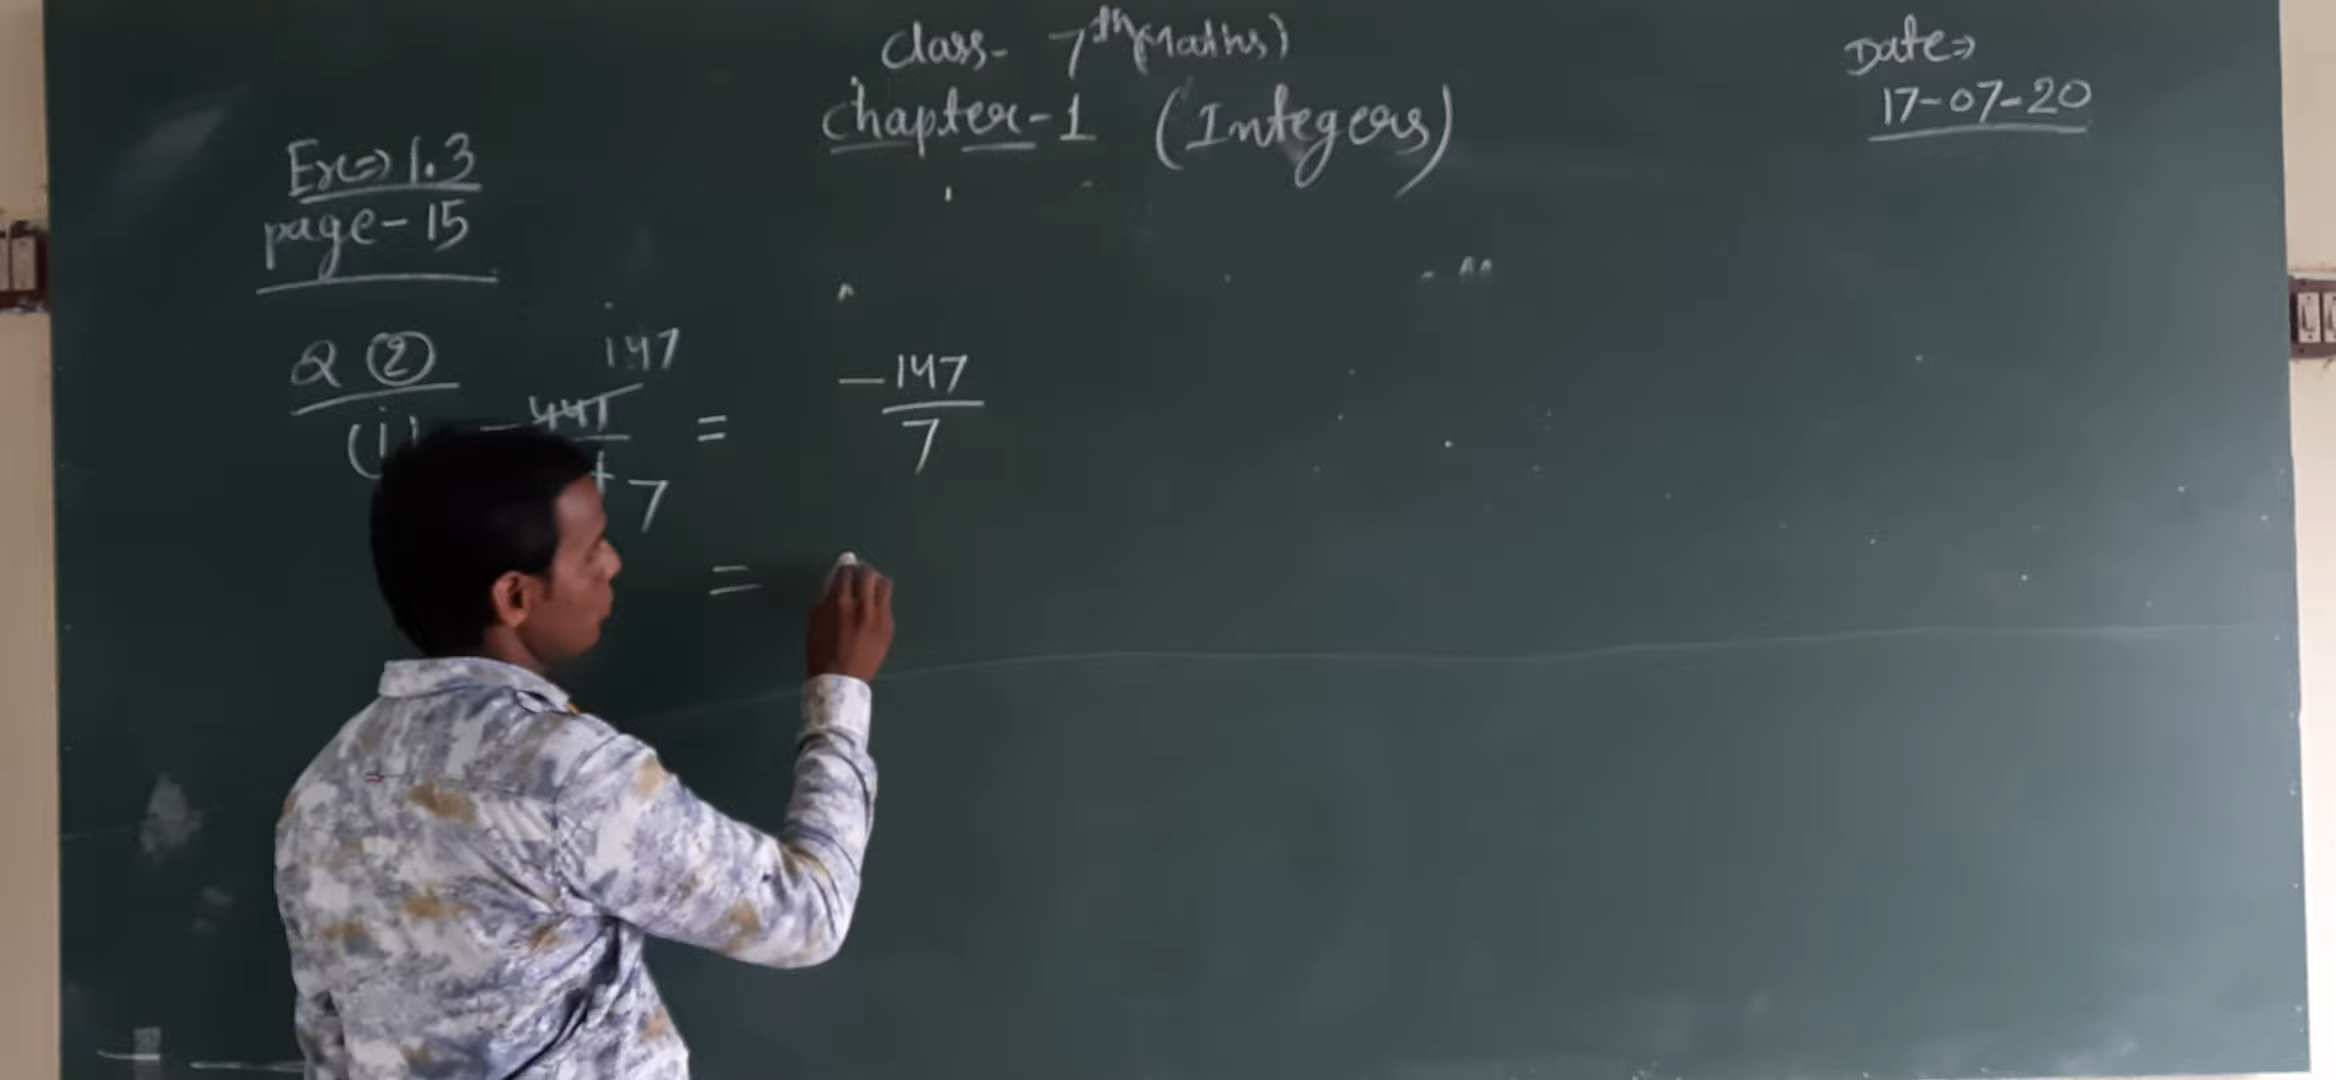 Class- 7th (Maths)
Chapter-1 (Integers)
Date⇒
17-07-20
Ex⇒ 1.3
page-15
Q ②
147
(i) - 441 = -147
7
7
=